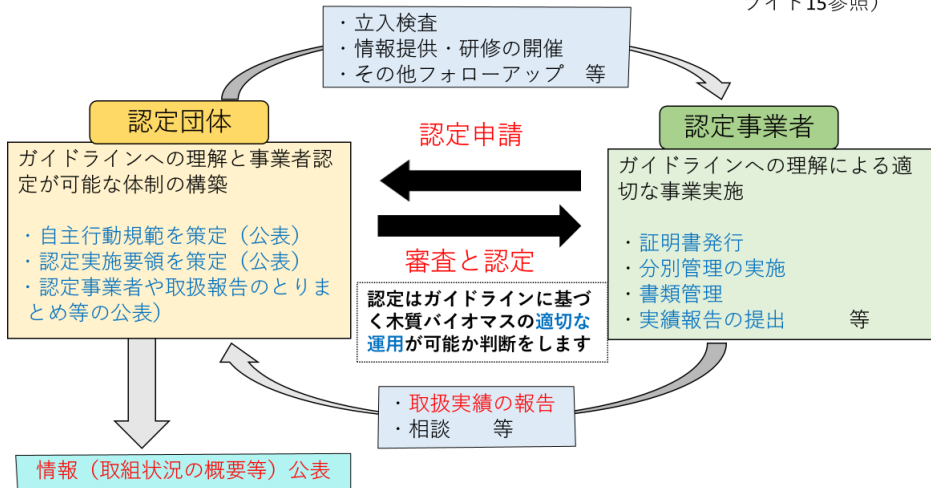 ライド15参照）
・立入検査
・情報提供・研修の開催
・その他フォローアップ　等
認定団体
認定事業者
認定申請
ガイドラインへの理解と事業者認
定が可能な体制の構築
・自主行動規範を策定（公表）
・認定実施要領を策定（公表）
・認定事業者や取扱報告のとりま
とめ等の公表)
審査と認定
認定はガイドラインに基づ
く木質バイオマスの適切な
運用が可能か判断をします
ガイドラインへの理解による適
切な事業実施
・証明書発行
・分別管理の実施
・書類管理
・実績報告の提出　　　等
・取扱実績の報告
・相談　　等
情報（取組状況の概要等）公表